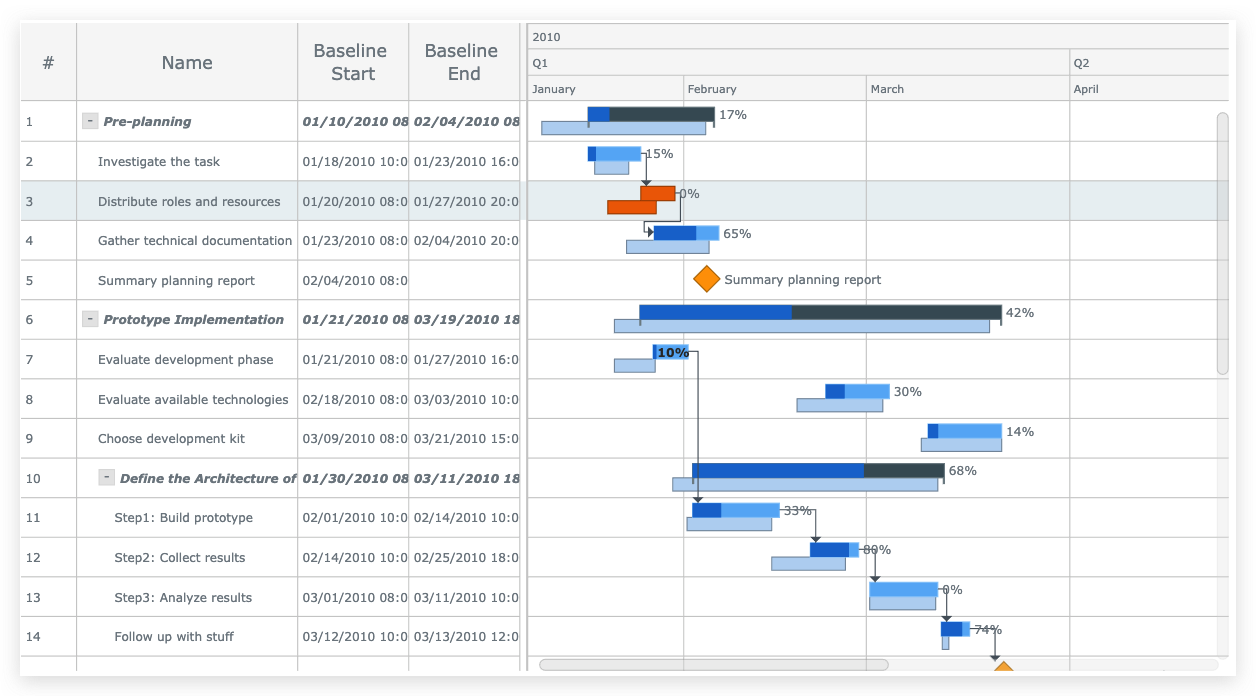 # Name Baseline Start Baseline End
2010
Q1 Q2
January February March April
1 - Pre-planning 01/10/2010 08 02/04/2010 08 17%
2 Investigate the task 01/18/2010 10:0 01/23/2010 16:0 15%
3 Distribute roles and resources 01/20/2010 08:0 01/27/2010 20:0 0%
4 Gather technical documentation 01/23/2010 08:0 02/04/2010 20:0 65%
5 Summary planning report 02/04/2010 08:0 Summary planning report
6 - Prototype Implementation 01/21/2010 08 03/19/2010 18 42%
7 Evaluate development phase 01/21/2010 08:0 01/27/2010 16:0 10%
8 Evaluate available technologies 02/18/2010 08:0 03/03/2010 10:0 30%
9 Choose development kit 03/09/2010 08:0 03/21/2010 15:0 14%
10 - Define the Architecture of 01/30/2010 08 03/11/2010 18 68%
11 Step1: Build prototype 02/01/2010 10:0 02/14/2010 10:0 33%
12 Step2: Collect results 02/14/2010 10:0 02/25/2010 18:0 80%
13 Step3: Analyze results 03/01/2010 08:0 03/11/2010 10:0 0%
14 Follow up with stuff 03/12/2010 10:0 03/13/2010 12:0 74%